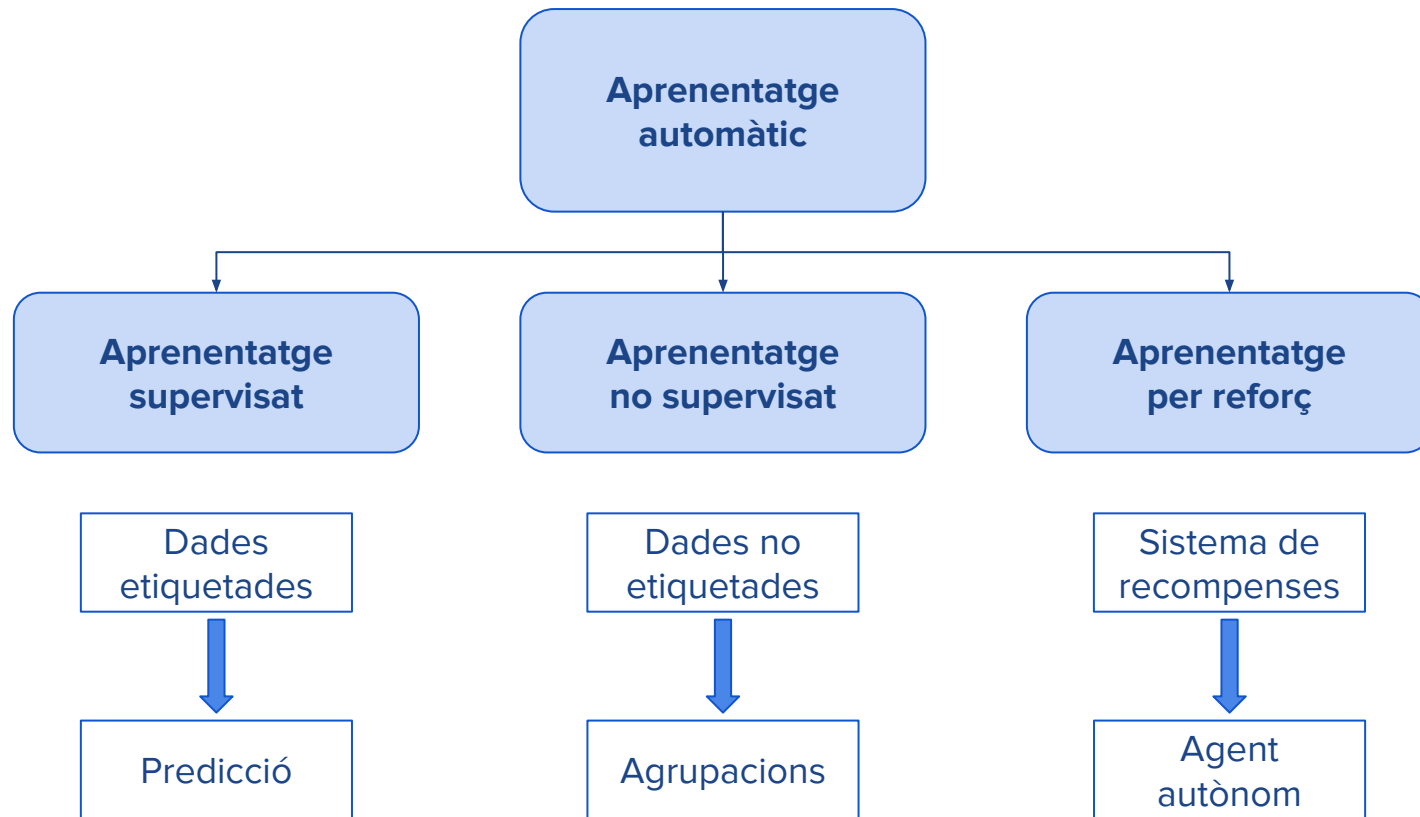 Aprenentatge
automàtic
Aprenentatge
supervisat
Aprenentatge
no supervisat
Aprenentatge
per reforç
Dades
etiquetades
Dades no
etiquetades
Sistema de
recompenses
Predicció
Agrupacions
Agent
autònom